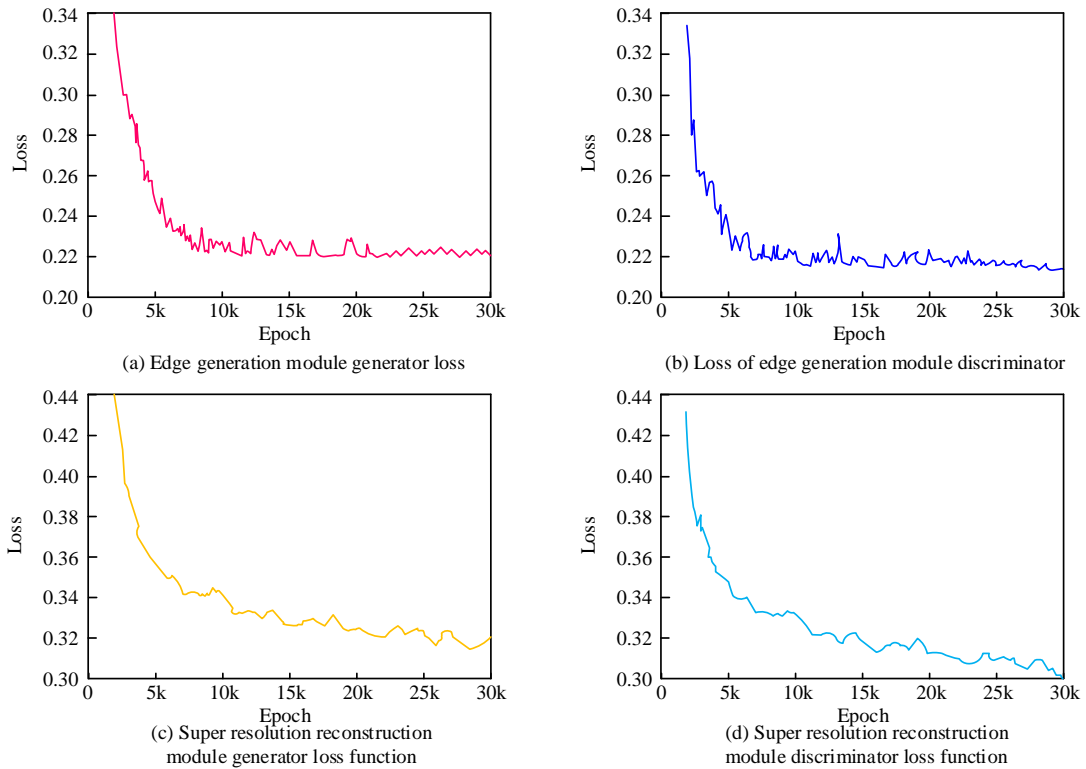 0.34
0.32
0.30
0.28
0.26
0.24
0.22
0.20
Loss
0
5k
10k
15k
20k
25k
30k
Epoch
(a) Edge generation module generator loss
0.34
0.32
0.30
0.28
0.26
0.24
0.22
0.20
Loss
0
5k
10k
15k
20k
25k
30k
Epoch
(b) Loss of edge generation module discriminator
0.44
0.42
0.40
0.38
0.36
0.34
0.32
0.30
Loss
0
5k
10k
15k
20k
25k
30k
Epoch
(c) Super resolution reconstruction
module generator loss function
0.44
0.42
0.40
0.38
0.36
0.34
0.32
0.30
Loss
0
5k
10k
15k
20k
25k
30k
Epoch
(d) Super resolution reconstruction
module discriminator loss function